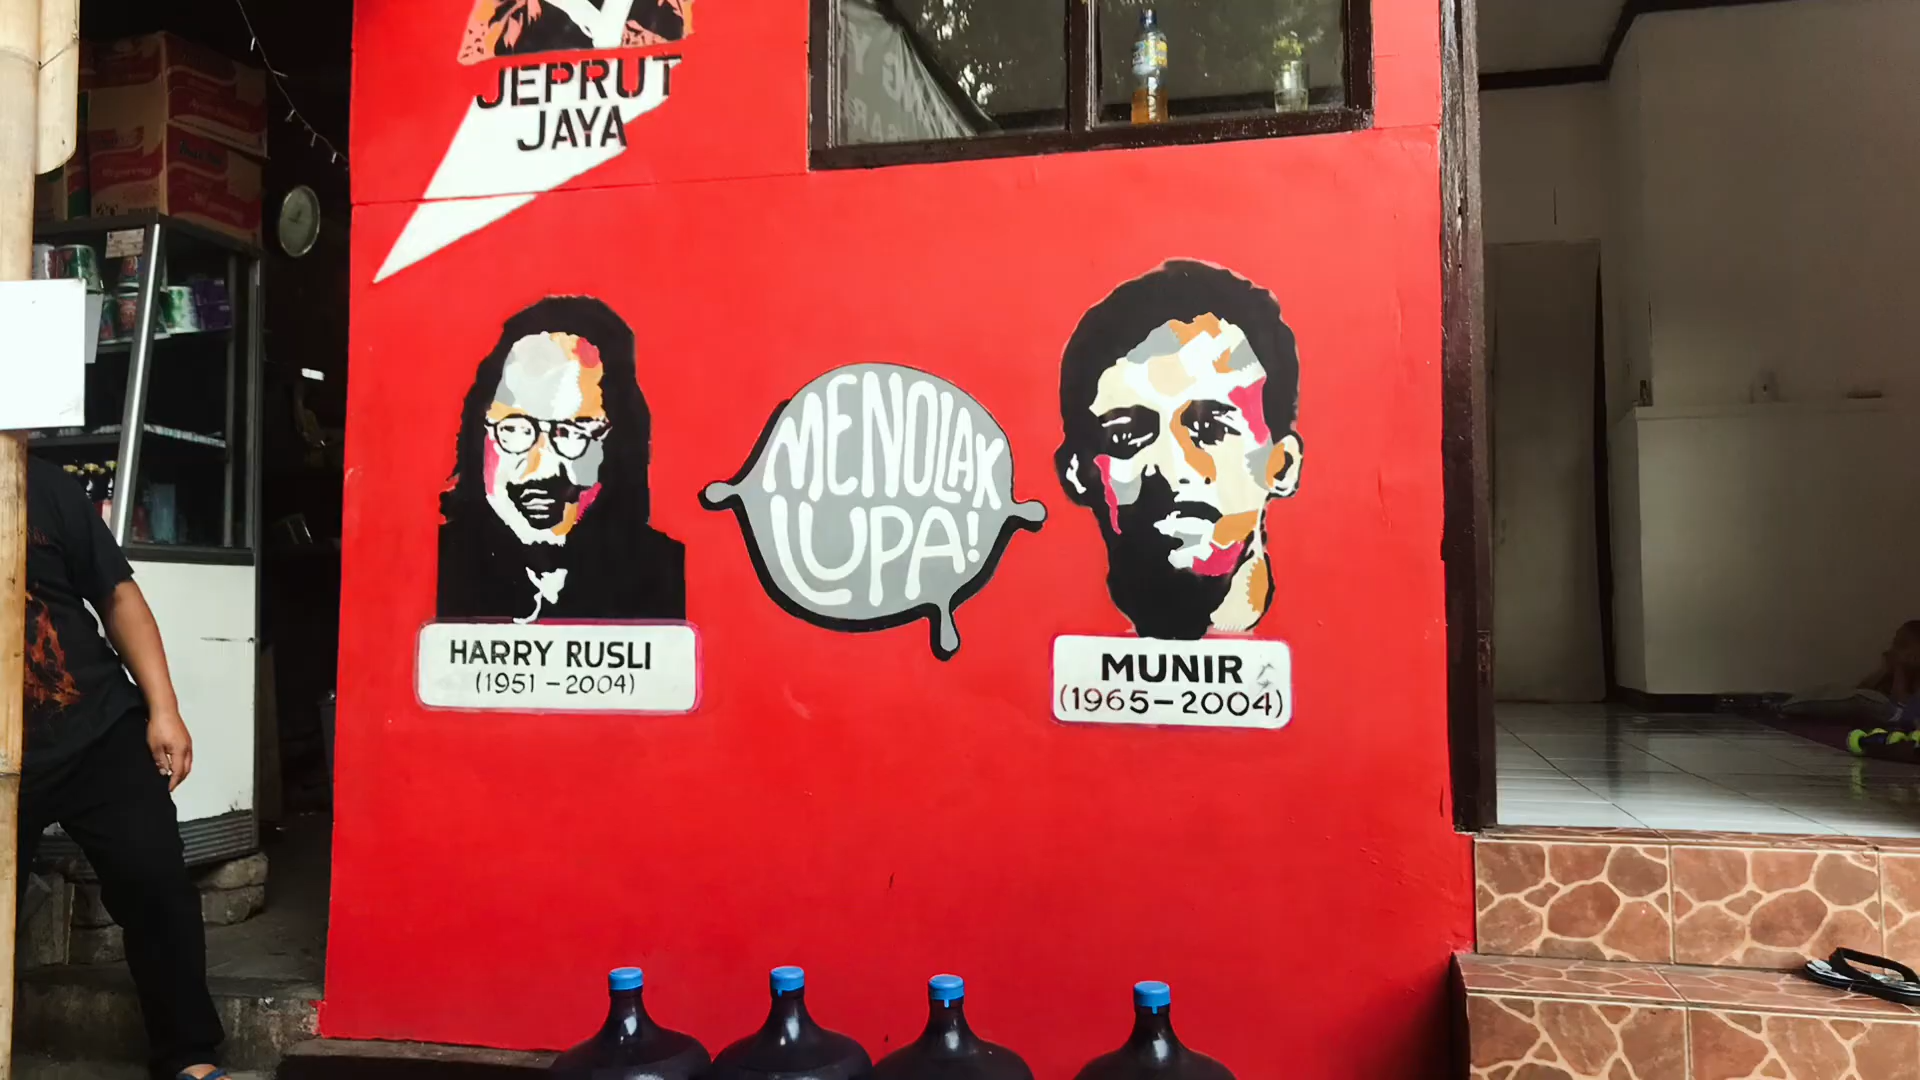 JEPRUT
JAYA
MENOLAK
LUPA!
HARRY RUSLI
(1951 – 2004)
MUNIR
(1965–2004)